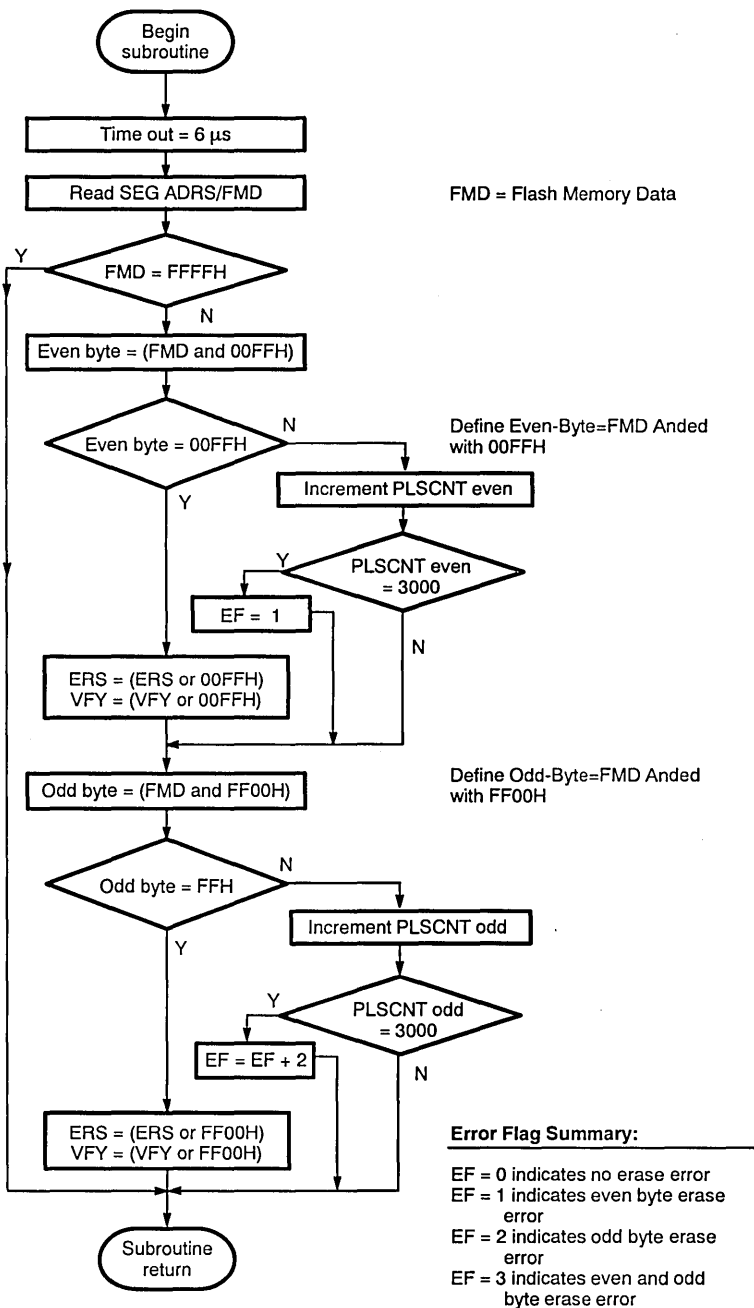 Begin
subroutine
Time out = 6 µs
Read SEG ADRS/FMD
FMD = Flash Memory Data
Y
FMD = FFFFH
N
Even byte = (FMD and 00FFH)
Even byte = 00FFH
N
Define Even-Byte=FMD Anded
with 00FFH
Y
Increment PLSCNT even
Y
PLSCNT even
= 3000
EF = 1
N
ERS = (ERS or 00FFH)
VFY = (VFY or 00FFH)
Odd byte = (FMD and FF00H)
Define Odd-Byte=FMD Anded
with FF00H
Odd byte = FFH
N
Y
Increment PLSCNT odd
Y
PLSCNT odd
= 3000
EF = EF + 2
N
ERS = (ERS or FF00H)
VFY = (VFY or FF00H)
Subroutine
return
Error Flag Summary:
EF = 0 indicates no erase error
EF = 1 indicates even byte erase
error
EF = 2 indicates odd byte erase
error
EF = 3 indicates even and odd
byte erase error